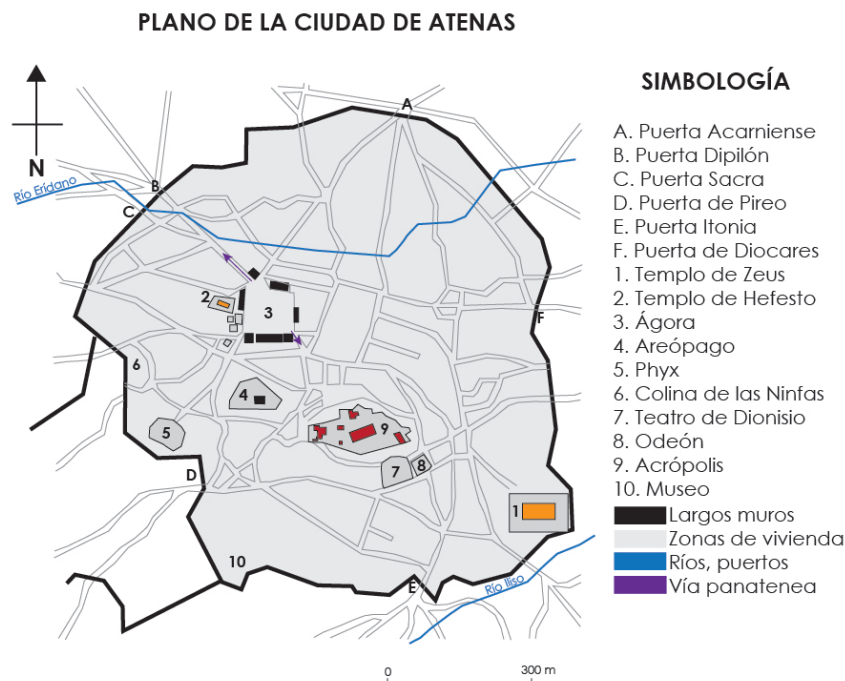 PLANO DE LA CIUDAD DE ATENAS
N
Río Erídano
A
B
C
2
3
F
6
4
5
9
7
8
D
1
10
E
Río Iliso
0 300 m
SIMBOLOGÍA
A. Puerta Acarniense
B. Puerta Dipilón
C. Puerta Sacra
D. Puerta de Pireo
E. Puerta Itonia
F. Puerta de Diocares
1. Templo de Zeus
2. Templo de Hefesto
3. Ágora
4. Areópago
5. Phyx
6. Colina de las Ninfas
7. Teatro de Dionisio
8. Odeón
9. Acrópolis
10. Museo
Largos muros
Zonas de vivienda
Ríos, puertos
Vía panatenea